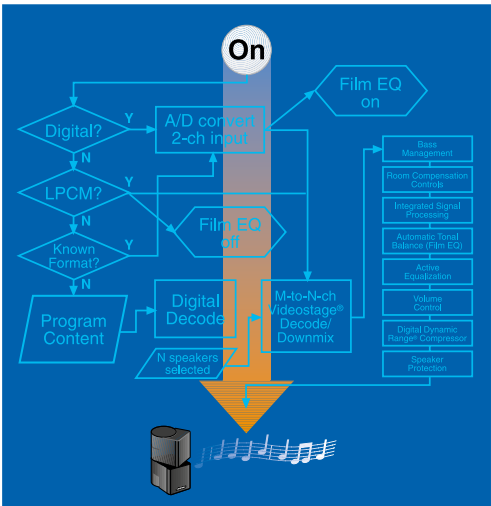 On
Film EQ
on
Digital?
Y
A/D convert
2-ch input
N
LPCM?
Y
N
Film EQ
off
Known
Format?
Y
N
Program
Content
Digital
Decode
M-to-N-ch
Videostage®
Decode/
Downmix
N speakers
selected
Bass
Management
Room Compensation
Controls
Integrated Signal
Processing
Automatic Tonal
Balance (Film EQ)
Active
Equalization
Volume
Control
Digital Dynamic
Range® Compressor
Speaker
Protection